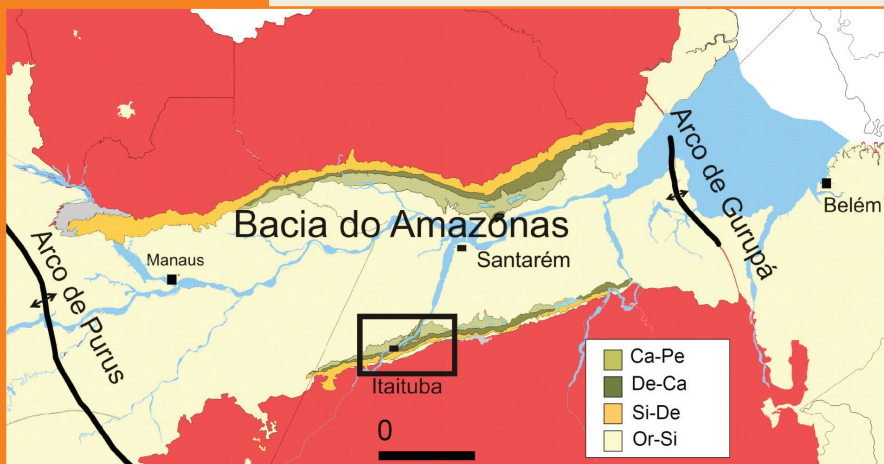 Arco de Gurupá
Belém
Bacia do Amazonas
Arco de Purus
Manaus
Santarém
Itaituba
Ca-Pe
De-Ca
Si-De
Or-Si
0